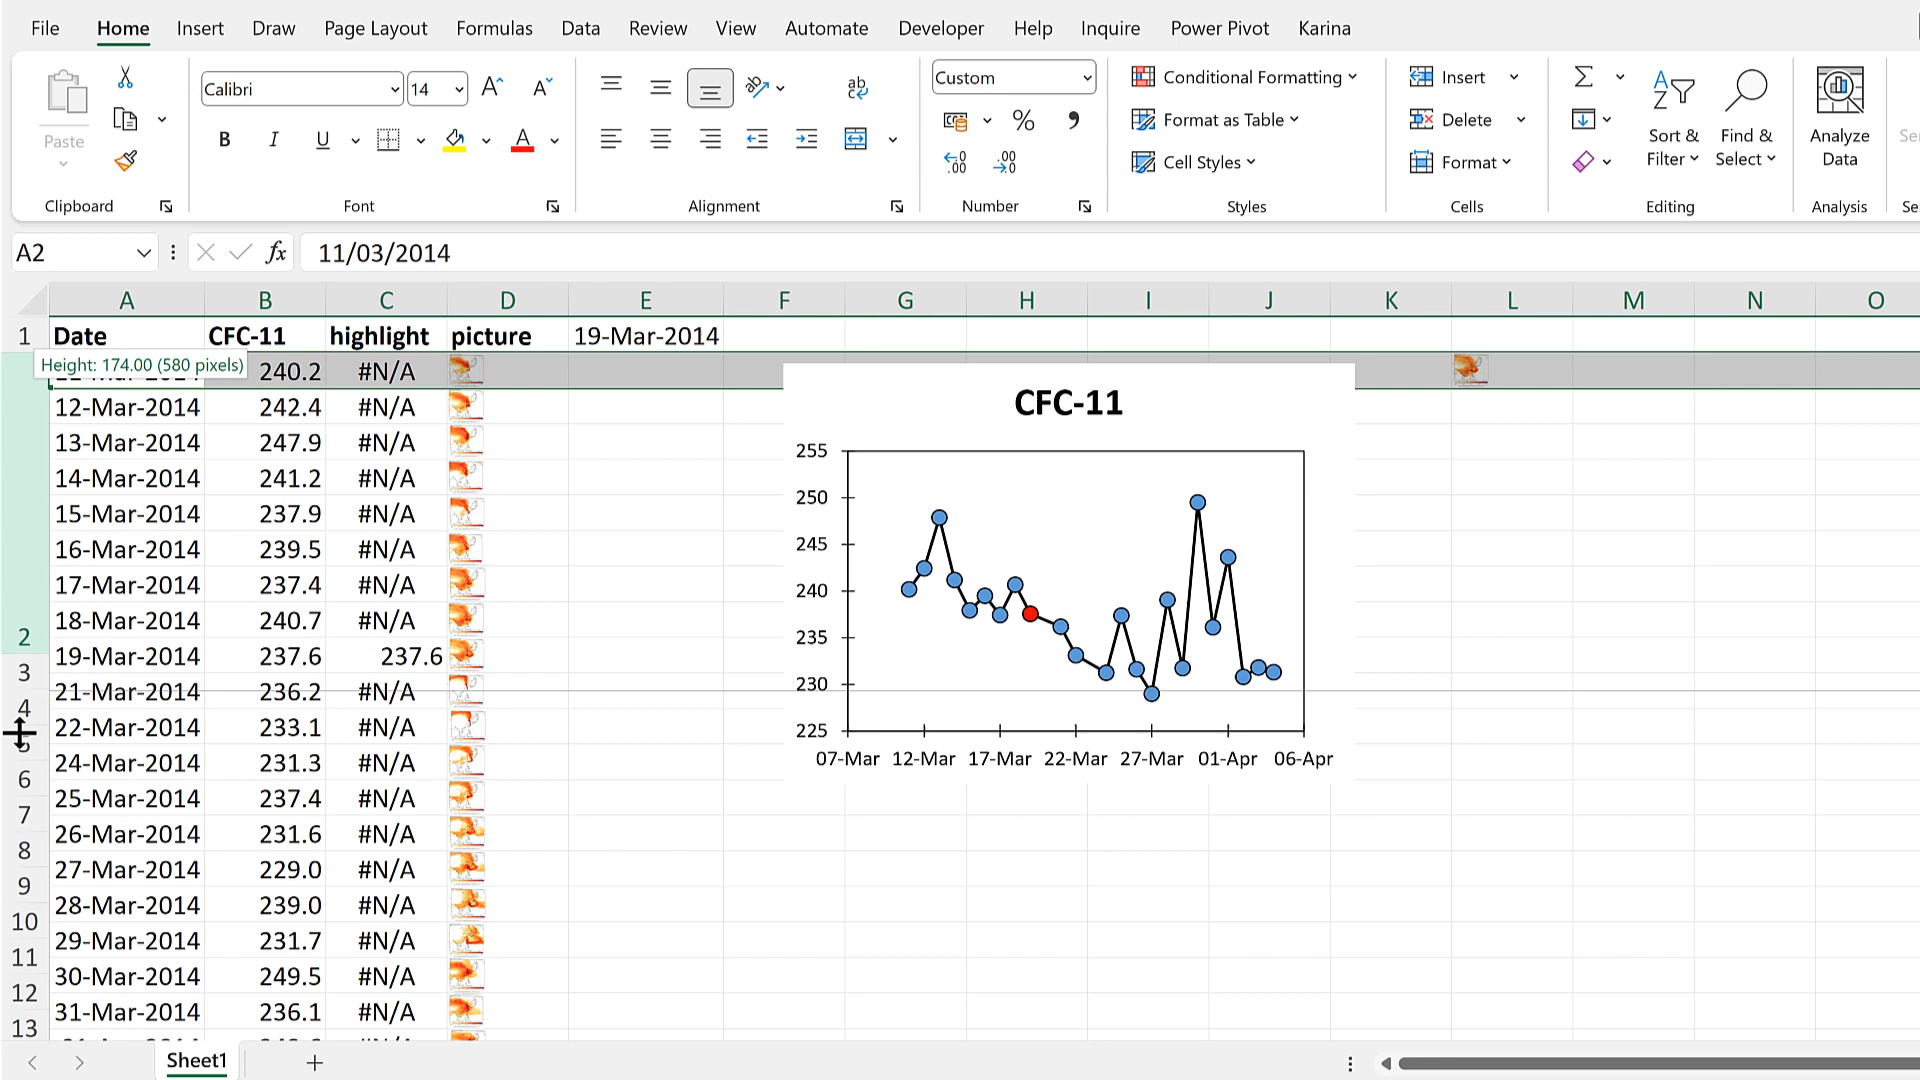 File Home Insert Draw Page Layout Formulas Data Review View Automate Developer Help Inquire Power Pivot Karina
Paste
Clipboard
Calibri 14
B I U A
Font
ab
Alignment
Custom
% ,
Number
Conditional Formatting
Format as Table
Cell Styles
Styles
Insert
Delete
Format
Cells
Sort & Filter
Find & Select
Editing
Analyze Data
Analysis
A2 fx 11/03/2014
A B C D E F G H I J K L M N O
1 Date CFC-11 highlight picture 19-Mar-2014
Height: 174.00 (580 pixels)
240.2 #N/A
12-Mar-2014 242.4 #N/A
13-Mar-2014 247.9 #N/A
14-Mar-2014 241.2 #N/A
15-Mar-2014 237.9 #N/A
16-Mar-2014 239.5 #N/A
17-Mar-2014 237.4 #N/A
18-Mar-2014 240.7 #N/A
2
19-Mar-2014 237.6 237.6
3
21-Mar-2014 236.2 #N/A
4
22-Mar-2014 233.1 #N/A
24-Mar-2014 231.3 #N/A
6
25-Mar-2014 237.4 #N/A
7
26-Mar-2014 231.6 #N/A
8
27-Mar-2014 229.0 #N/A
9
28-Mar-2014 239.0 #N/A
10
29-Mar-2014 231.7 #N/A
11
30-Mar-2014 249.5 #N/A
12
31-Mar-2014 236.1 #N/A
13
CFC-11
255
250
245
240
235
230
225
07-Mar 12-Mar 17-Mar 22-Mar 27-Mar 01-Apr 06-Apr
Sheet1